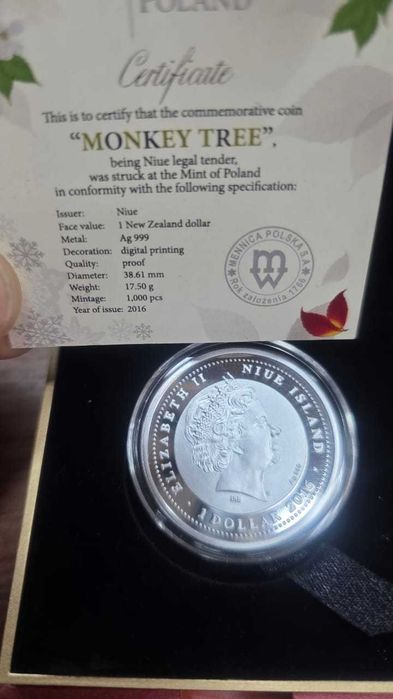 POLAND
Certificate
This is to certify that the commemorative coin
"MONKEY TREE",
being Niue legal tender,
was struck at the Mint of Poland
in conformity with the following specification:
Issuer: Niue
Face value: 1 New Zealand dollar
Metal: Ag 999
Decoration: digital printing
Quality: proof
Diameter: 38.61 mm
Weight: 17.50 g
Mintage: 1,000 pcs
Year of issue: 2016
MENNICA POLSKA S.A.
Rok założenia 1766
ELIZABETH II NIUE ISLAND
1 DOLLAR 2016